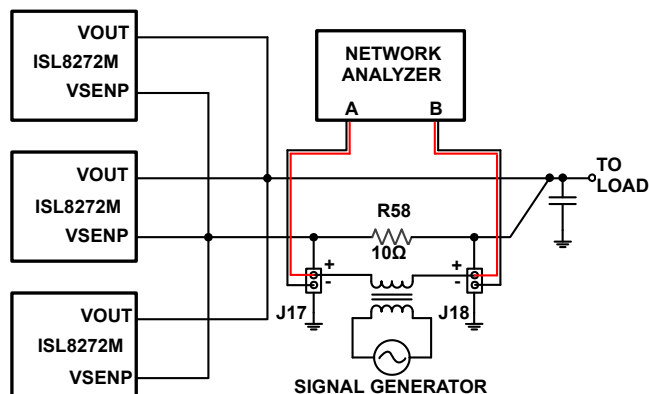 VOUT
ISL8272M
VSENP
NETWORK
ANALYZER
A B
VOUT
ISL8272M
VSENP
TO
LOAD
R58
10Ω
+
-
+
-
J17
J18
VOUT
ISL8272M
VSENP
SIGNAL GENERATOR